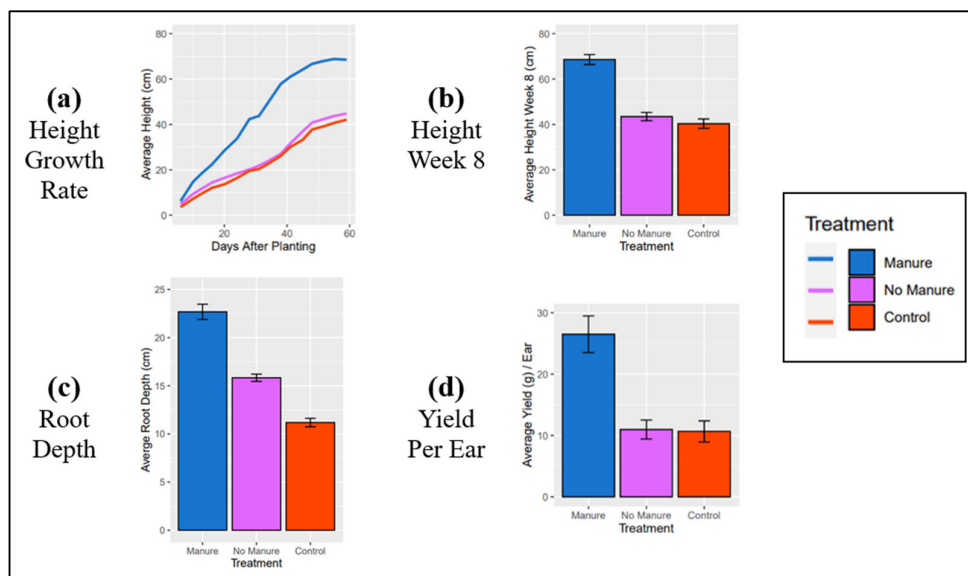 (a)
Height
Growth
Rate
Average Height (cm)
80
60
40
20
0
0
20
40
60
Days After Planting
(b)
Height
Week 8
Average Height Week 8 (cm)
80
60
40
20
0
Manure
No Manure
Control
Treatment
(c)
Root
Depth
Averge Root Depth (cm)
25
20
15
10
5
0
Manure
No Manure
Control
Treatment
(d)
Yield
Per Ear
Average Yield (g) / Ear
30
20
10
0
Manure
No Manure
Control
Treatment
Treatment
Manure
No Manure
Control